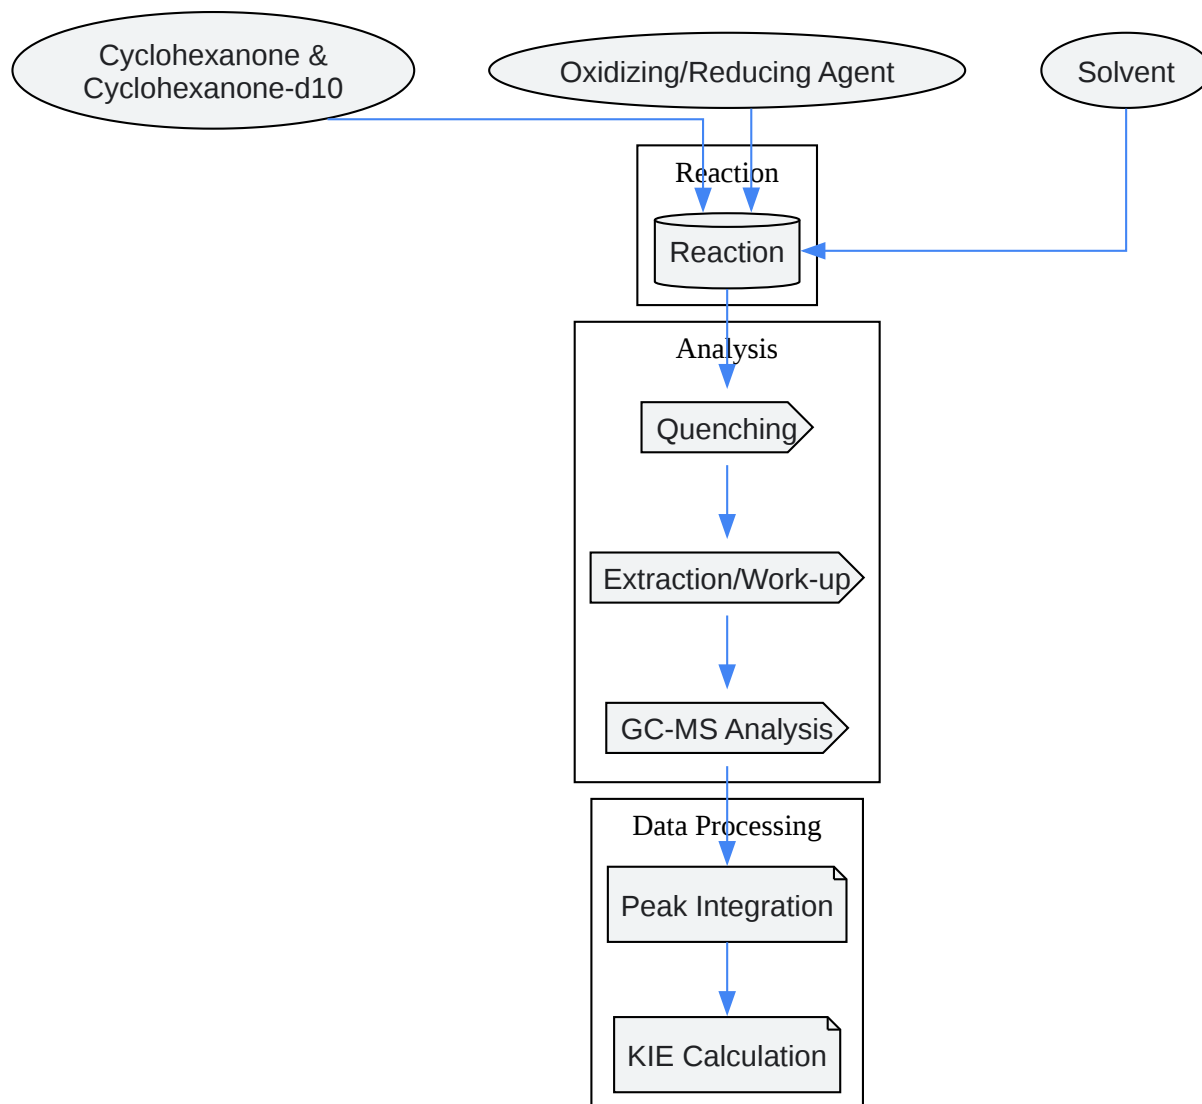 Cyclohexanone &
Cyclohexanone-d10
Oxidizing/Reducing Agent
Solvent
Reaction
Reaction
Analysis
Quenching
Extraction/Work-up
GC-MS Analysis
Data Processing
Peak Integration
KIE Calculation